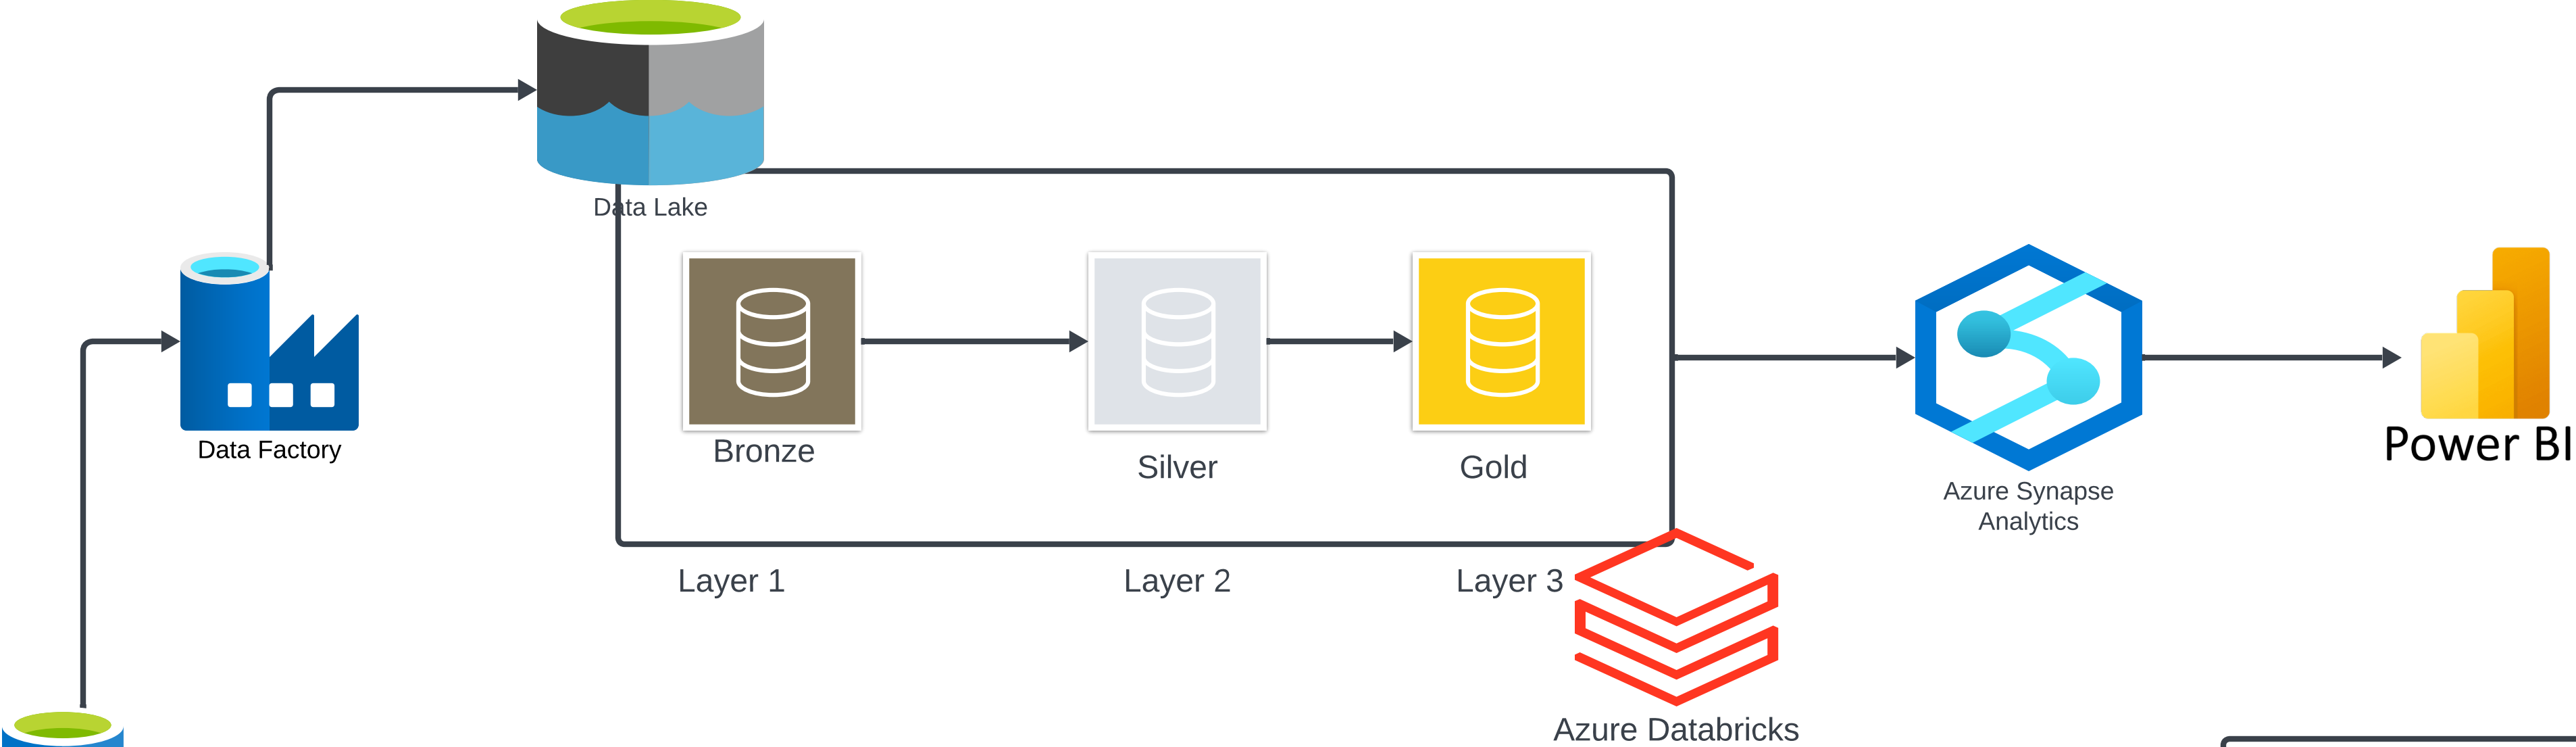 Data Lake
Data Factory
Bronze
Silver
Gold
Layer 1
Layer 2
Layer 3
Azure Databricks
Azure Synapse
Analytics
Power BI